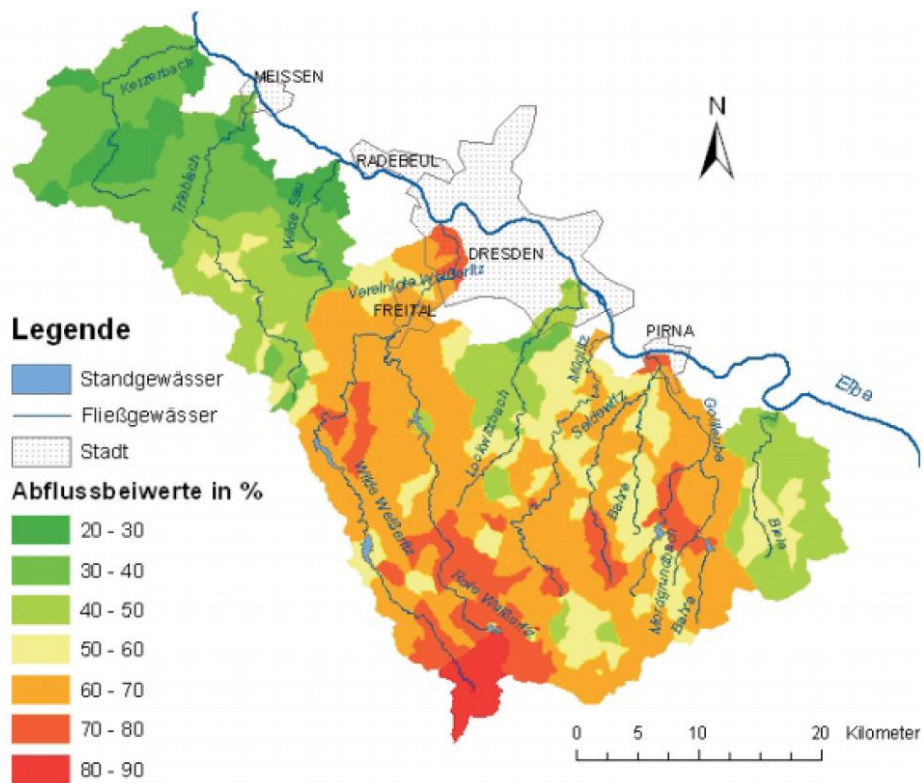 Ketzerbach
MEISSEN
N
Triebisch
RADEBEUL
Wilde Sau
DRESDEN
Vereinigte Weißeritz
FREITAL
Legende
PIRNA
Standgewässer
Müglitz
Elbe
Fließgewässer
Seidewitz
Gottleuba
Stadt
Lockwitzbach
Abflussbeiwerte in %
Wilde Weißeritz
Bahre
Biela
20 - 30
30 - 40
Rote Weißeritz
Mordgrundbach
Bahra
40 - 50
50 - 60
60 - 70
70 - 80
0 5 10 20 Kilometer
80 - 90